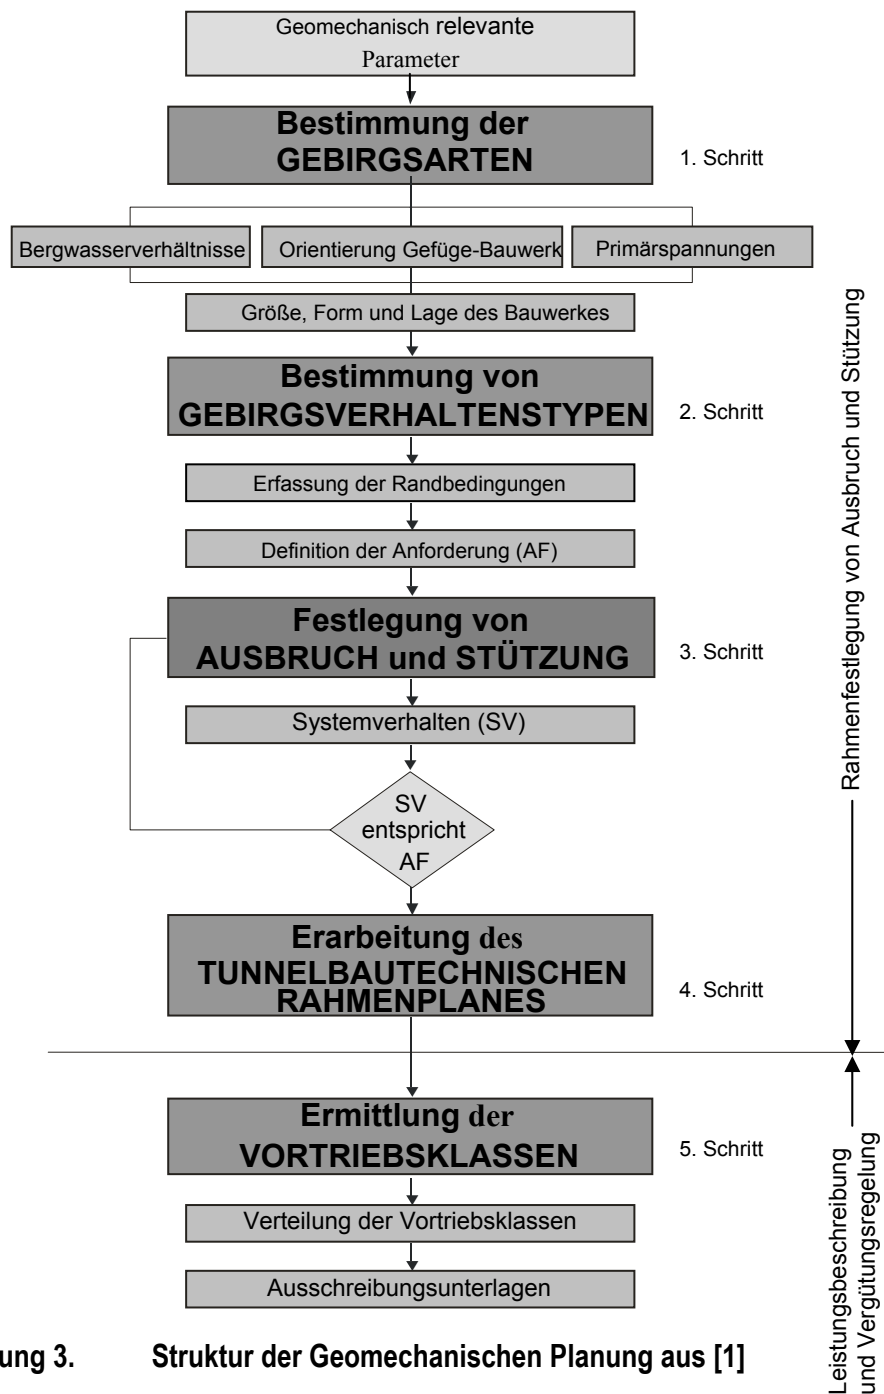 Geomechanisch relevante
Parameter
Bestimmung der
GEBIRGSARTEN
1. Schritt
Bergwasserverhältnisse
Orientierung Gefüge-Bauwerk
Primärspannungen
Größe, Form und Lage des Bauwerkes
Bestimmung von
GEBIRGSVERHALTENSTYPEN
2. Schritt
Erfassung der Randbedingungen
Definition der Anforderung (AF)
Festlegung von
AUSBRUCH und STÜTZUNG
3. Schritt
Systemverhalten (SV)
SV
entspricht
AF
Erarbeitung des
TUNNELBAUTECHNISCHEN
RAHMENPLANES
4. Schritt
Rahmenfestlegung von Ausbruch und Stützung
Ermittlung der
VORTRIEBSKLASSEN
5. Schritt
Verteilung der Vortriebsklassen
Ausschreibungsunterlagen
Leistungsbeschreibung
und Vergütungsregelung
ung 3. Struktur der Geomechanischen Planung aus [1]